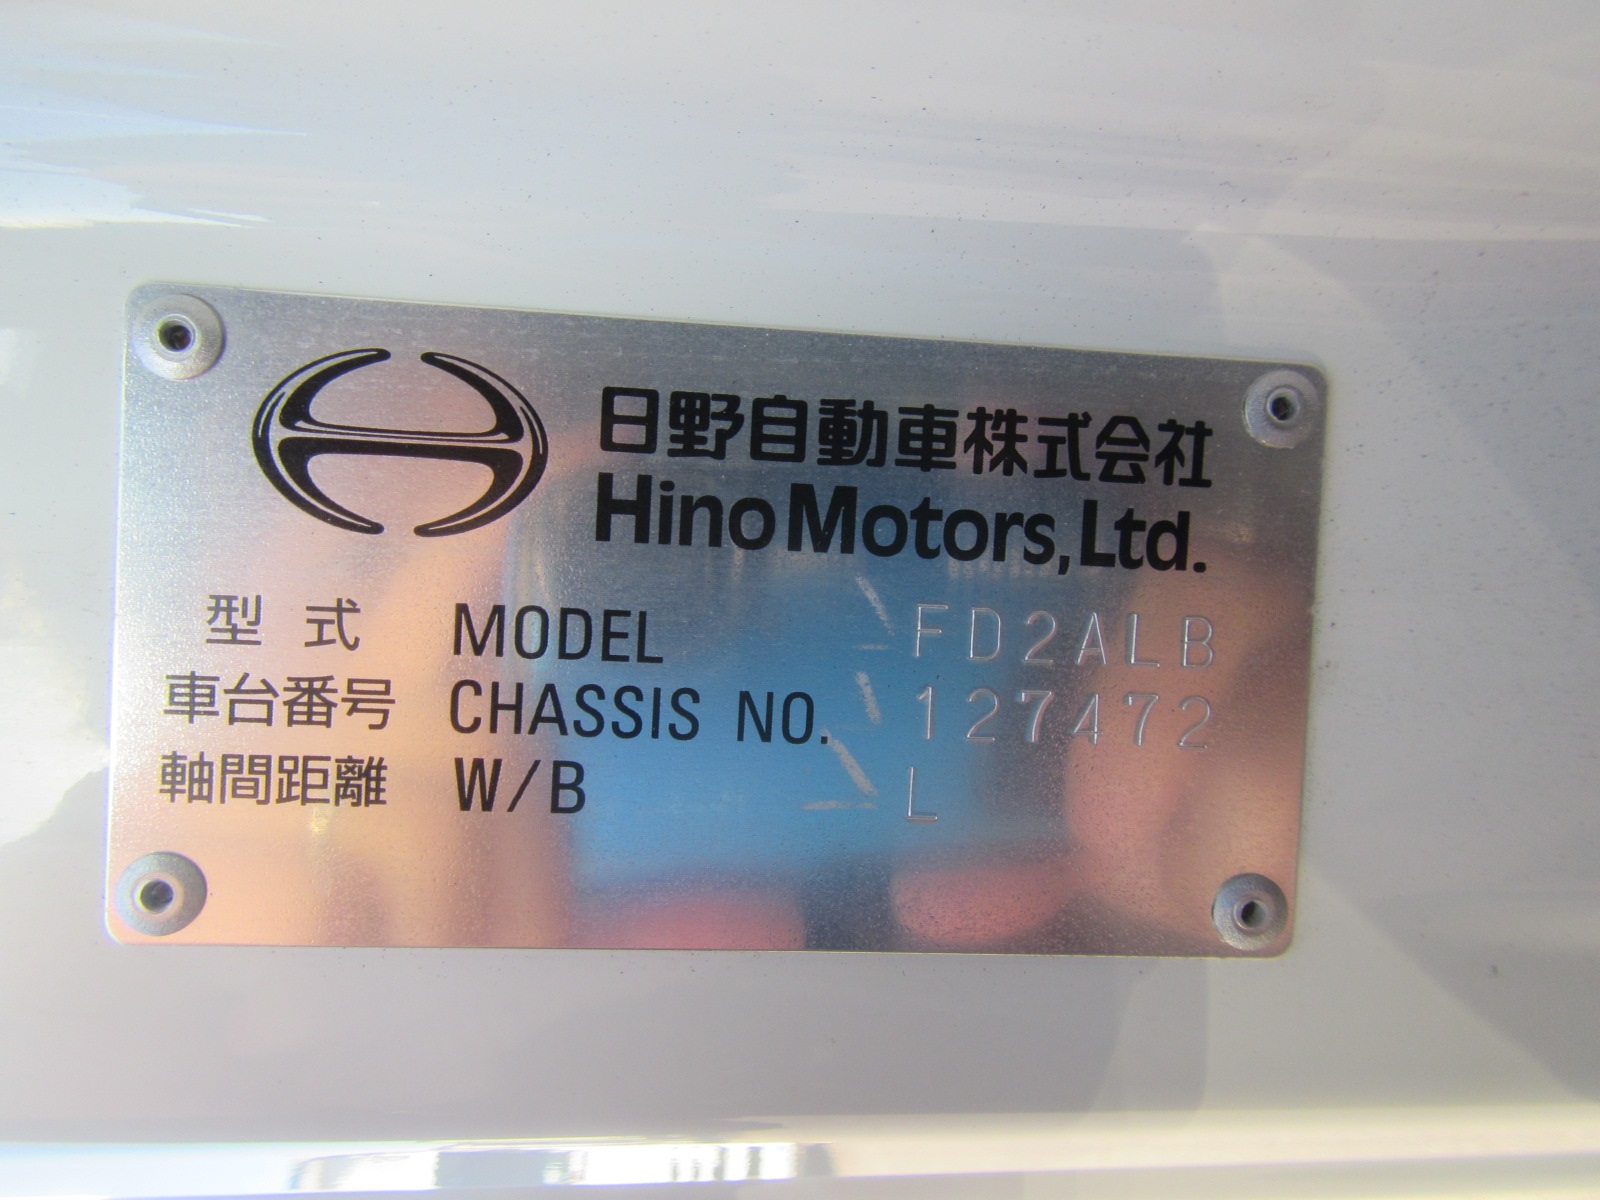 日野自動車株式会社
Hino Motors, Ltd.
型式 MODEL FD2ALB
車台番号 CHASSIS NO. 127472
軸間距離 W/B L